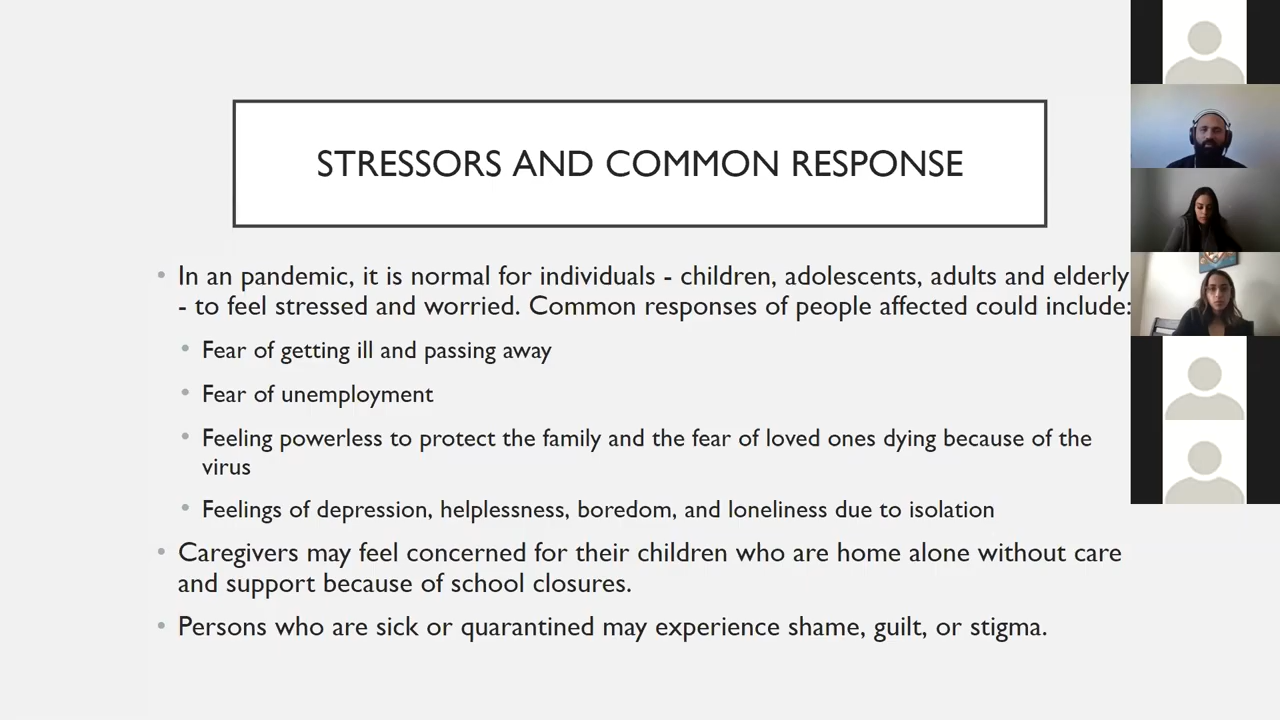 STRESSORS AND COMMON RESPONSE
In an pandemic, it is normal for individuals - children, adolescents, adults and elderly
- to feel stressed and worried. Common responses of people affected could include:
Fear of getting ill and passing away
Fear of unemployment
Feeling powerless to protect the family and the fear of loved ones dying because of the
virus
Feelings of depression, helplessness, boredom, and loneliness due to isolation
Caregivers may feel concerned for their children who are home alone without care
and support because of school closures.
Persons who are sick or quarantined may experience shame, guilt, or stigma.